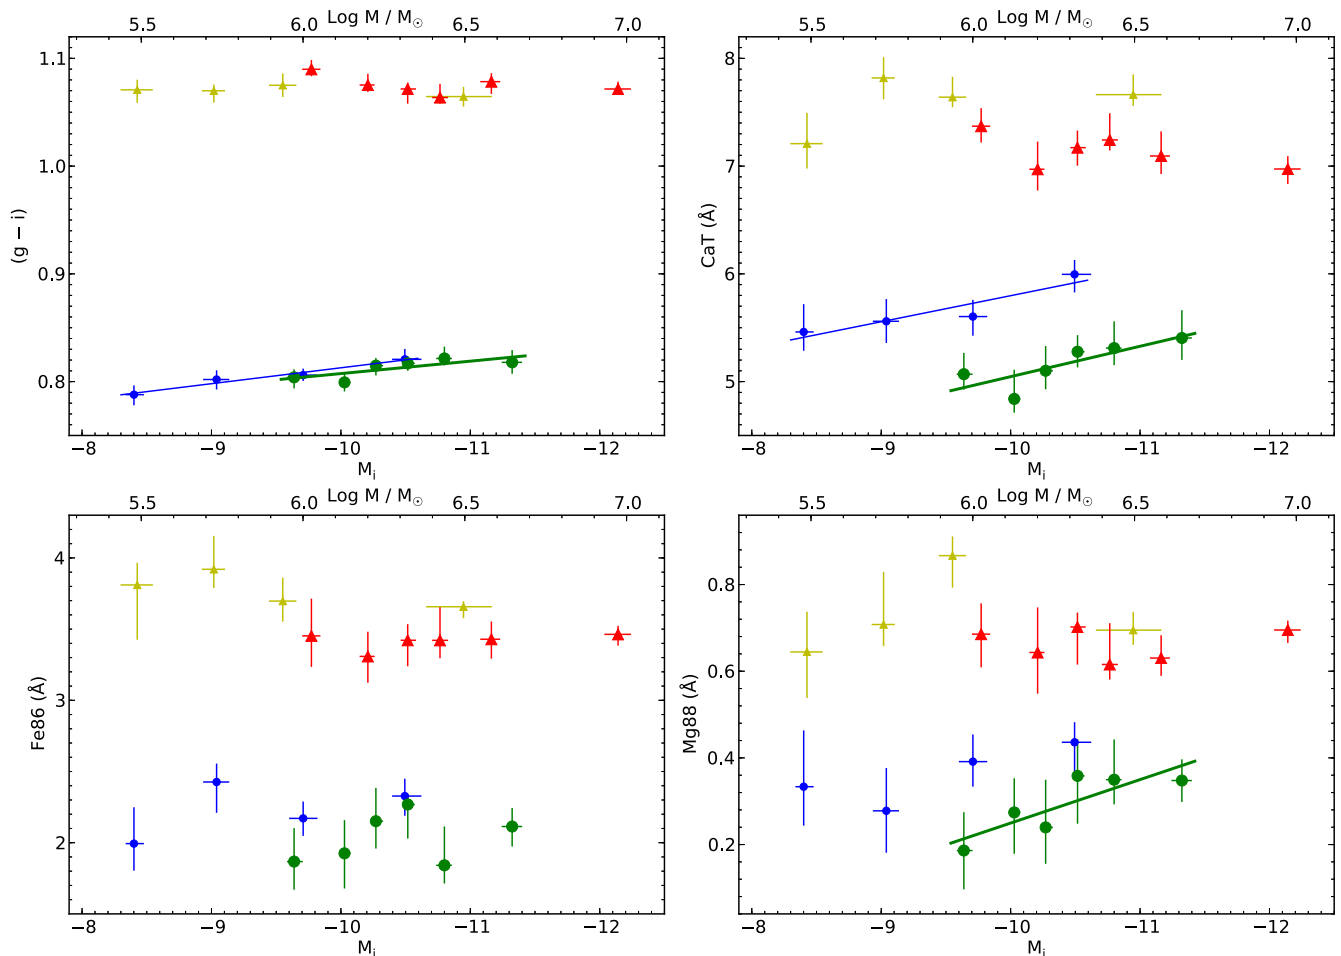 Log M / M⊙
5.5 6.0 6.5 7.0
1.1
1.0
0.9
0.8
(g − i)
−8 −9 −10 −11 −12
M_i
Log M / M⊙
5.5 6.0 6.5 7.0
8
7
6
5
CaT (Å)
−8 −9 −10 −11 −12
M_i
Log M / M⊙
5.5 6.0 6.5 7.0
4
3
2
Fe86 (Å)
−8 −9 −10 −11 −12
M_i
Log M / M⊙
5.5 6.0 6.5 7.0
0.8
0.6
0.4
0.2
Mg88 (Å)
−8 −9 −10 −11 −12
M_i